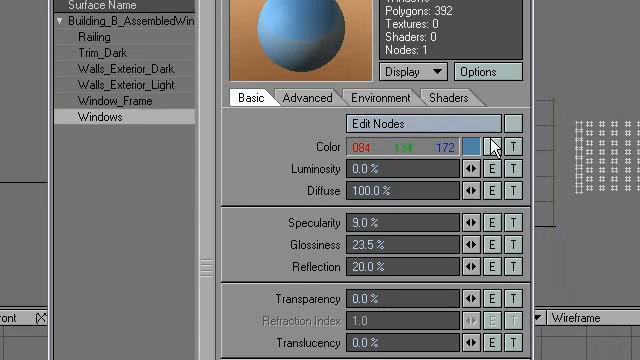 Surface Name
Building_B_AssembledWin
Railing
Trim_Dark
Walls_Exterior_Dark
Walls_Exterior_Light
Window_Frame
Windows
Polygons: 392
Textures: 0
Shaders: 0
Nodes: 1
Display
Options
Basic
Advanced
Environment
Shaders
Edit Nodes
Color 084 172 T
Luminosity 0.0 % E T
Diffuse 100.0 % E T
Specularity 9.0 % E T
Glossiness 23.5 % E T
Reflection 20.0 % E T
Transparency 0.0 % E T
Refraction Index 1.0 E T
Translucency 0.0 % E T
ront (X
Wireframe